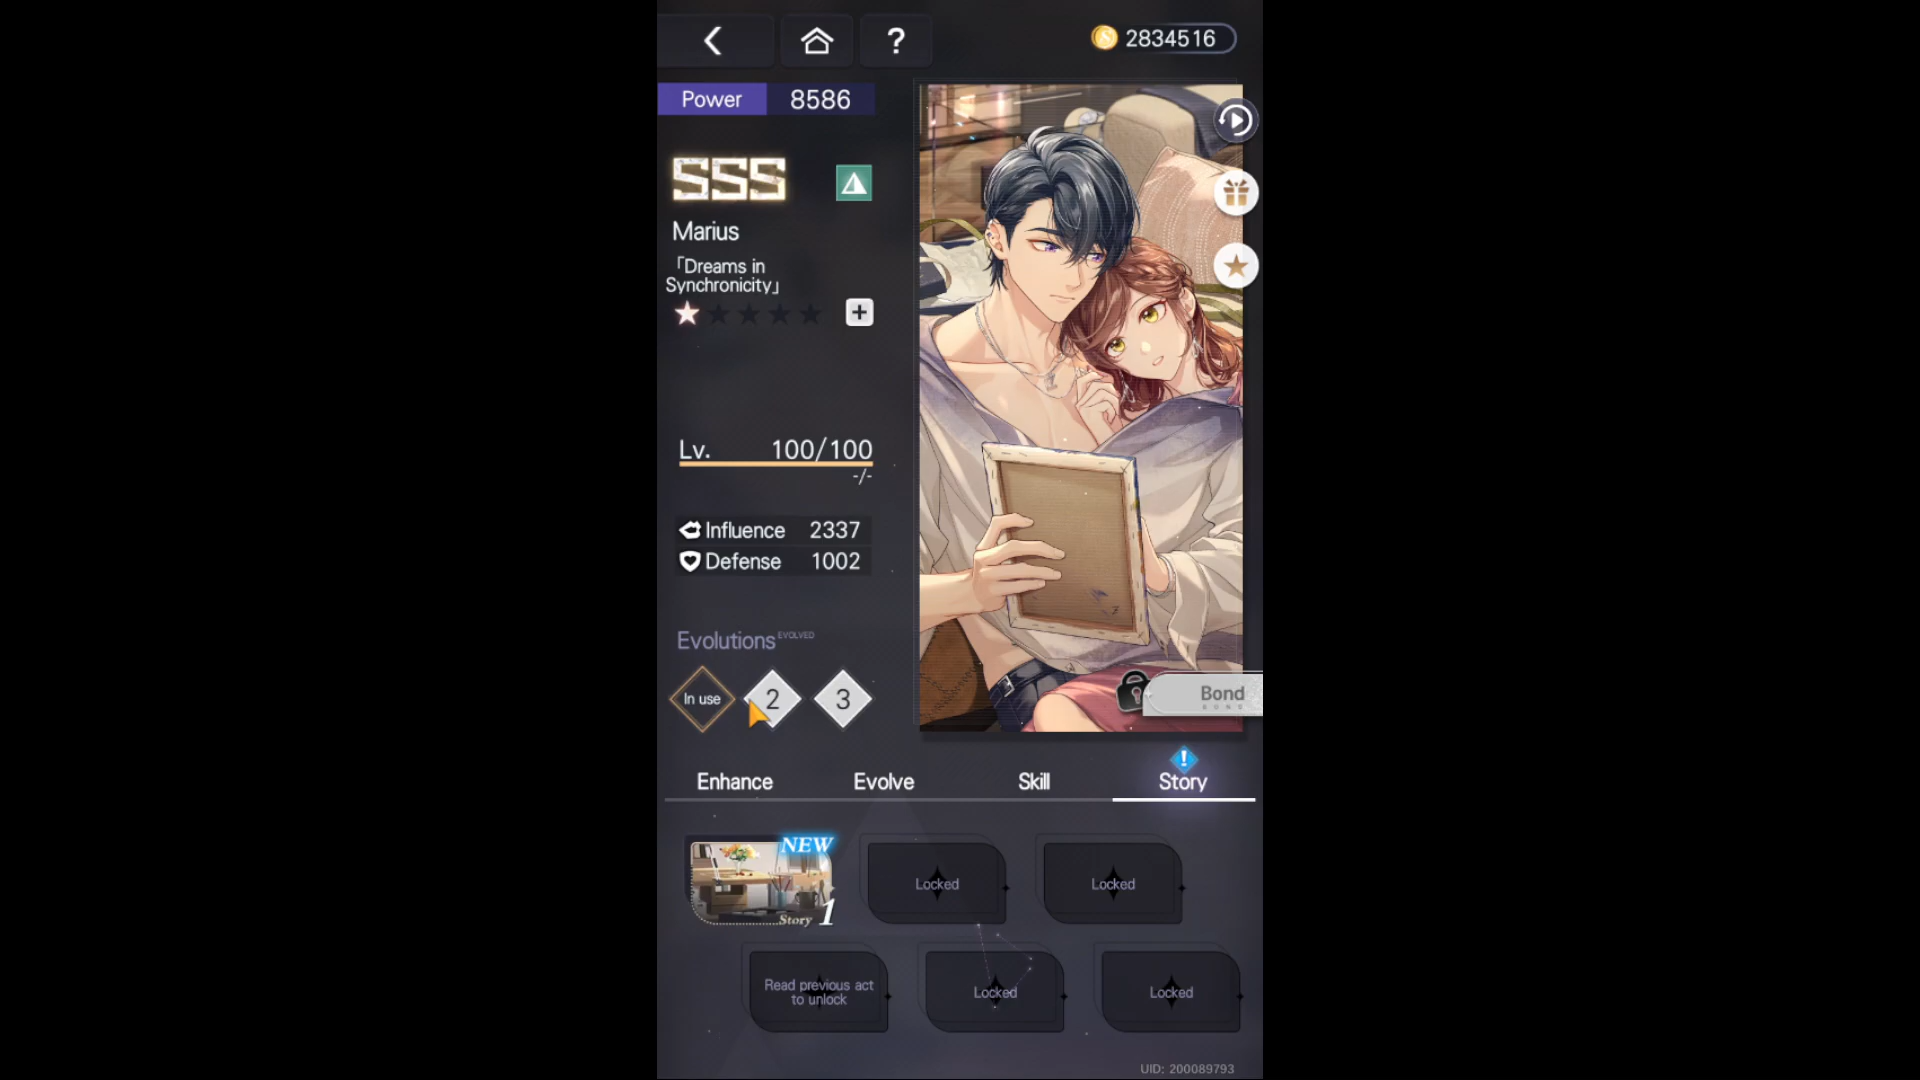 ?
2834516
Power 8586
SSS
Marius
「Dreams in
Synchronicity」
Lv. 100/100
-/-
Influence 2337
Defense 1002
Evolutions EVOLVED
In use 2 3
Bond
BOND
Enhance Evolve Skill Story
NEW
Story 1
Locked
Locked
Read previous act
to unlock
Locked
Locked
UID: 200089793